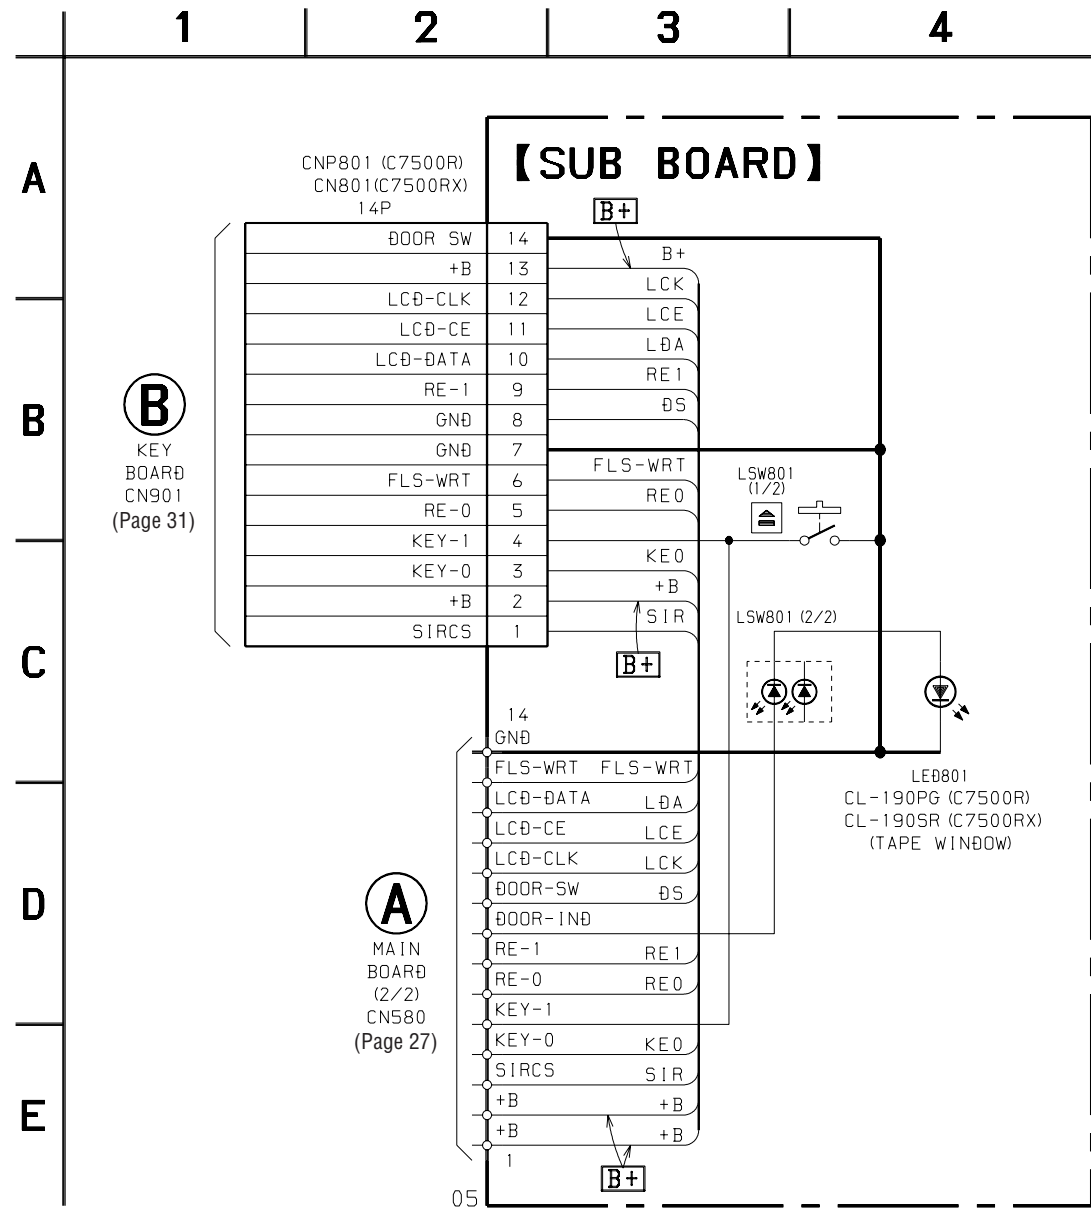 1 2 3 4
A
B
C
D
E
【SUB BOARD】
CNP801 (C7500R)
CN801(C7500RX)
14P
B+
DOOR SW 14
+B 13 B+
LCD-CLK 12 LCK
LCD-CE 11 LCE
LCD-DATA 10 LDA
RE-1 9 RE1
GND 8 DS
GND 7
FLS-WRT 6 FLS-WRT
RE-0 5 RE0
KEY-1 4
KEY-0 3 KE0
+B 2 +B
SIRCS 1 SIR
B+
B
KEY
BOARD
CN901
(Page 31)
LSW801
(1/2)
LSW801 (2/2)
LED801
CL-190PG (C7500R)
CL-190SR (C7500RX)
(TAPE WINDOW)
14
GND
FLS-WRT FLS-WRT
LCD-DATA LDA
LCD-CE LCE
LCD-CLK LCK
DOOR-SW DS
DOOR-IND
RE-1 RE1
RE-0 RE0
KEY-1
KEY-0 KE0
SIRCS SIR
+B +B
+B +B
1
B+
A
MAIN
BOARD
(2/2)
CN580
(Page 27)
05